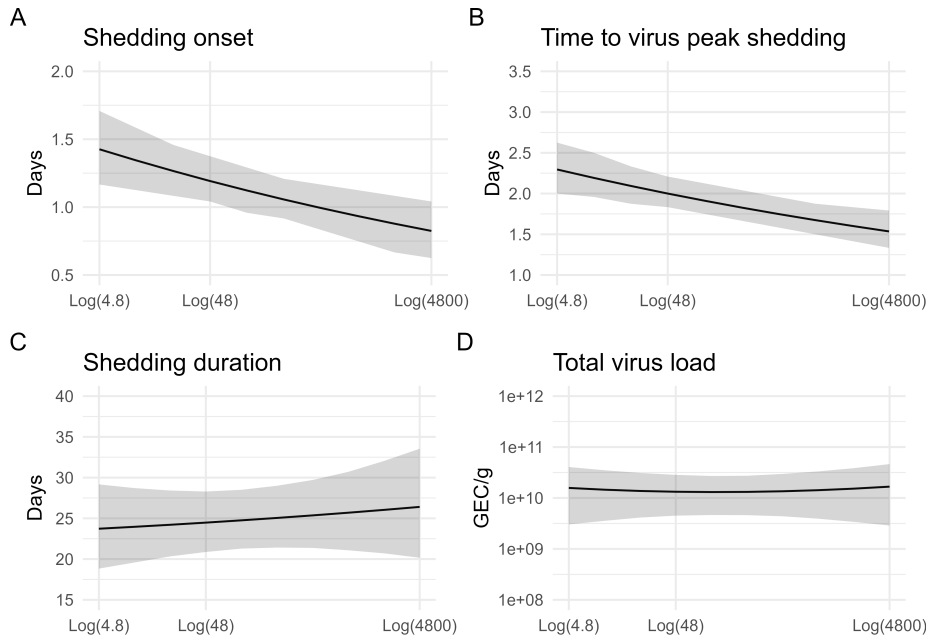 A
Shedding onset
Days
2.0
1.5
1.0
0.5
Log(4.8)
Log(48)
Log(4800)
B
Time to virus peak shedding
Days
3.5
3.0
2.5
2.0
1.5
1.0
Log(4.8)
Log(48)
Log(4800)
C
Shedding duration
Days
40
35
30
25
20
15
Log(4.8)
Log(48)
Log(4800)
D
Total virus load
GEC/g
1e+12
1e+11
1e+10
1e+09
1e+08
Log(4.8)
Log(48)
Log(4800)